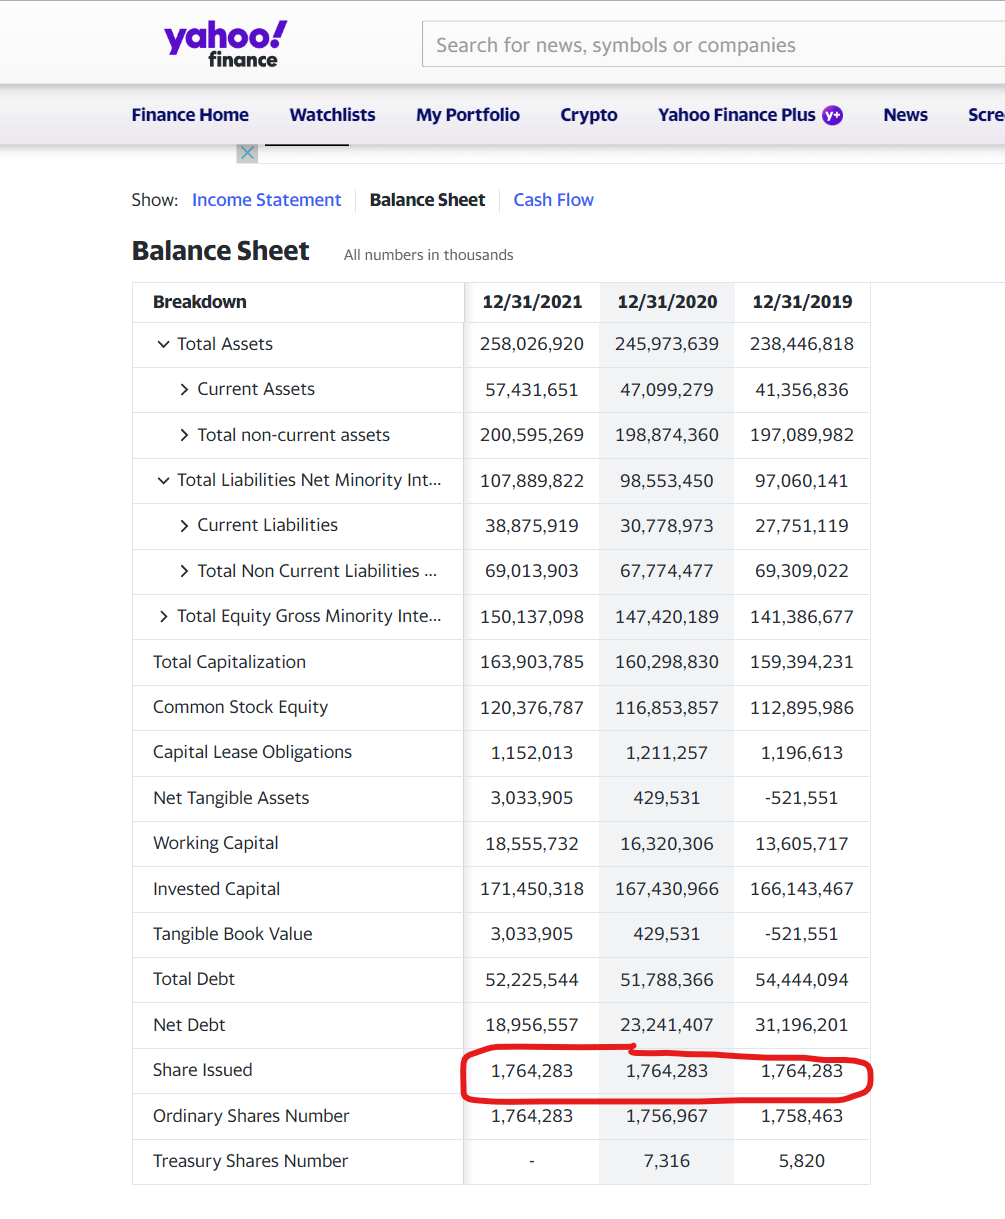 yahoo!
finance
Search for news, symbols or companies
Finance Home Watchlists My Portfolio Crypto Yahoo Finance Plus y+ News Scre
Show: Income Statement Balance Sheet Cash Flow
Balance Sheet All numbers in thousands
Breakdown 12/31/2021 12/31/2020 12/31/2019
Total Assets 258,026,920 245,973,639 238,446,818
Current Assets 57,431,651 47,099,279 41,356,836
Total non-current assets 200,595,269 198,874,360 197,089,982
Total Liabilities Net Minority Int... 107,889,822 98,553,450 97,060,141
Current Liabilities 38,875,919 30,778,973 27,751,119
Total Non Current Liabilities ... 69,013,903 67,774,477 69,309,022
Total Equity Gross Minority Inte... 150,137,098 147,420,189 141,386,677
Total Capitalization 163,903,785 160,298,830 159,394,231
Common Stock Equity 120,376,787 116,853,857 112,895,986
Capital Lease Obligations 1,152,013 1,211,257 1,196,613
Net Tangible Assets 3,033,905 429,531 -521,551
Working Capital 18,555,732 16,320,306 13,605,717
Invested Capital 171,450,318 167,430,966 166,143,467
Tangible Book Value 3,033,905 429,531 -521,551
Total Debt 52,225,544 51,788,366 54,444,094
Net Debt 18,956,557 23,241,407 31,196,201
Share Issued 1,764,283 1,764,283 1,764,283
Ordinary Shares Number 1,764,283 1,756,967 1,758,463
Treasury Shares Number - 7,316 5,820